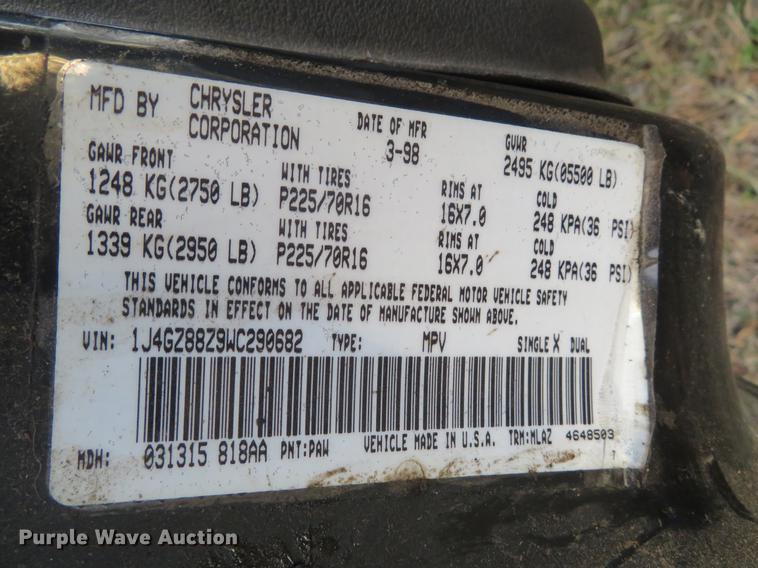 MFD BY CHRYSLER CORPORATION DATE OF MFR 3-98 GVWR 2495 KG(05500 LB)
GAWR FRONT WITH TIRES RIMS AT COLD
1248 KG(2750 LB) P225/70R16 16X7.0 248 KPA(36 PSI)
GAWR REAR WITH TIRES RIMS AT COLD
1339 KG(2950 LB) P225/70R16 16X7.0 248 KPA(36 PSI)
THIS VEHICLE CONFORMS TO ALL APPLICABLE FEDERAL MOTOR VEHICLE SAFETY
STANDARDS IN EFFECT ON THE DATE OF MANUFACTURE SHOWN ABOVE.
VIN: 1J4GZ88Z9WC290682 TYPE: MPV SINGLE X DUAL
MDH: 031315 818AA PNT:PAW VEHICLE MADE IN U.S.A. TRM:MLAZ 4648503
7
Purple Wave Auction